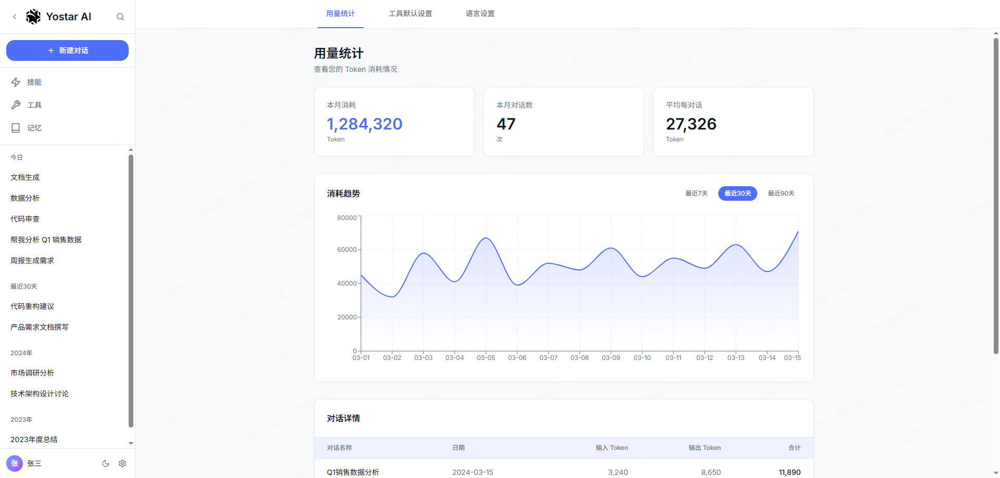 Yostar AI
新建对话
技能
工具
记忆
今日
文档生成
数据分析
代码审查
帮我分析 Q1 销售数据
周报生成需求
最近30天
代码重构建议
产品需求文档撰写
2024年
市场调研分析
技术架构设计讨论
2023年
2023年度总结
张 张三
用量统计 工具默认设置 语言设置
用量统计
查看您的 Token 消耗情况
本月消耗
1,284,320
Token
本月对话数
47
次
平均每对话
27,326
Token
消耗趋势
最近7天 最近30天 最近90天
80000
60000
40000
20000
0
03-01 03-02 03-03 03-04 03-05 03-06 03-07 03-08 03-09 03-10 03-11 03-12 03-13 03-14 03-15
对话详情
对话名称 日期 输入 Token 输出 Token 合计
Q1销售数据分析 2024-03-15 3,240 8,650 11,890